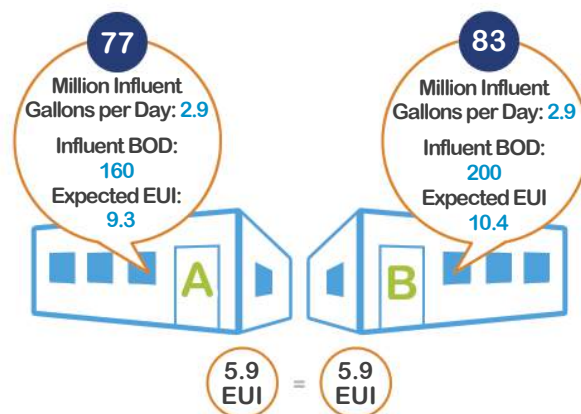 77
Million Influent
Gallons per Day: 2.9
Influent BOD:
160
Expected EUI:
9.3
A
83
Million Influent
Gallons per Day: 2.9
Influent BOD:
200
Expected EUI
10.4
B
5.9
EUI
=
5.9
EUI